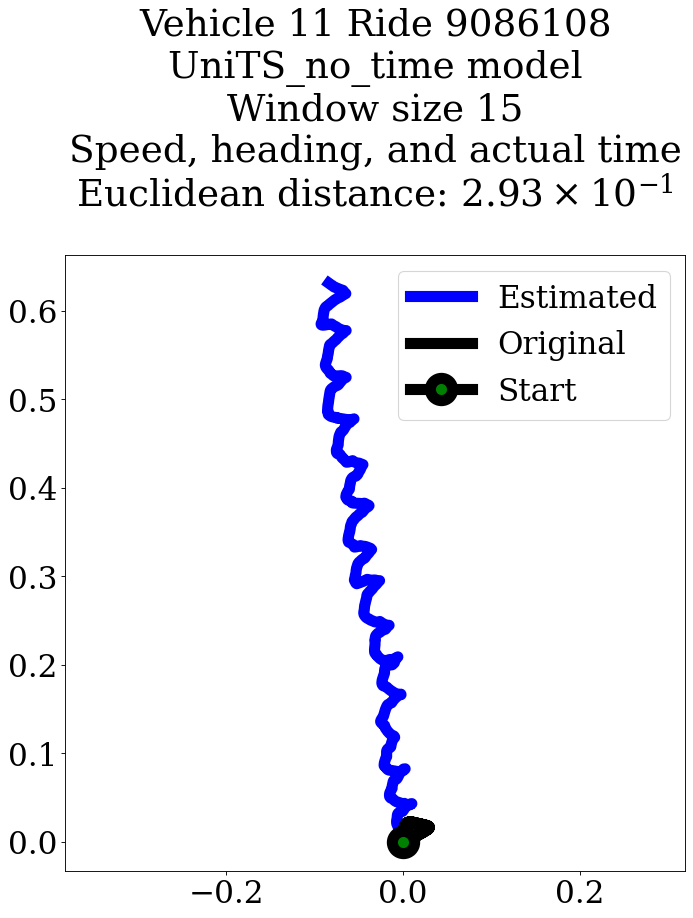 Vehicle 11 Ride 9086108
UniTS_no_time model
Window size 15
Speed, heading, and actual time
Euclidean distance: 2.93 × 10⁻¹
Estimated
Original
Start
0.6
0.5
0.4
0.3
0.2
0.1
0.0
−0.2 0.0 0.2